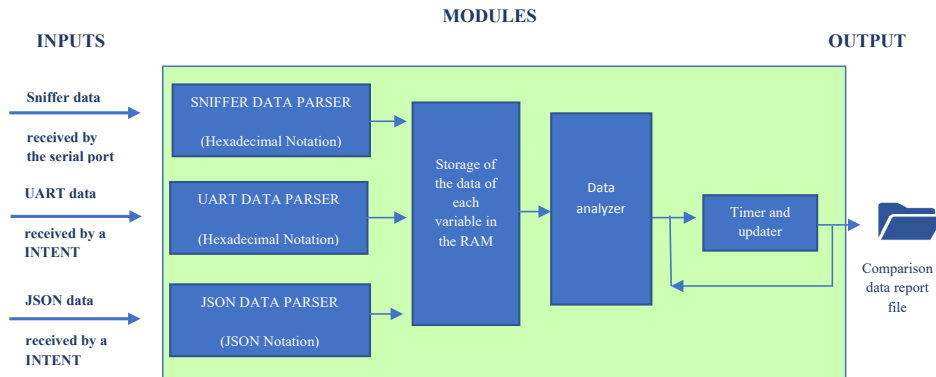 MODULES
INPUTS
OUTPUT
Sniffer data
received by
the serial port
UART data
received by a
INTENT
JSON data
received by a
INTENT
SNIFFER DATA PARSER
(Hexadecimal Notation)
UART DATA PARSER
(Hexadecimal Notation)
JSON DATA PARSER
(JSON Notation)
Storage of
the data of
each
variable in
the RAM
Data
analyzer
Timer and
updater
Comparison
data report
file